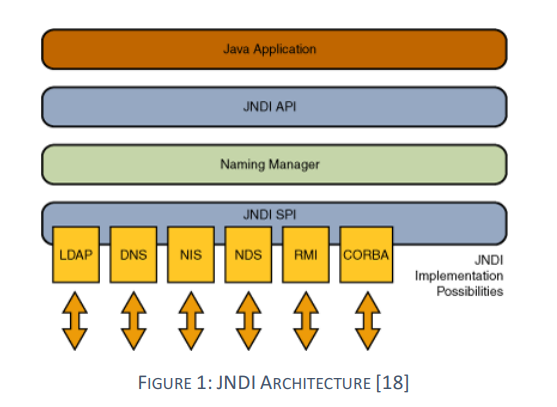 Java Application
JNDI API
Naming Manager
JNDI SPI
LDAP DNS NIS NDS RMI CORBA
JNDI
Implementation
Possibilities
FIGURE 1: JNDI ARCHITECTURE [18]